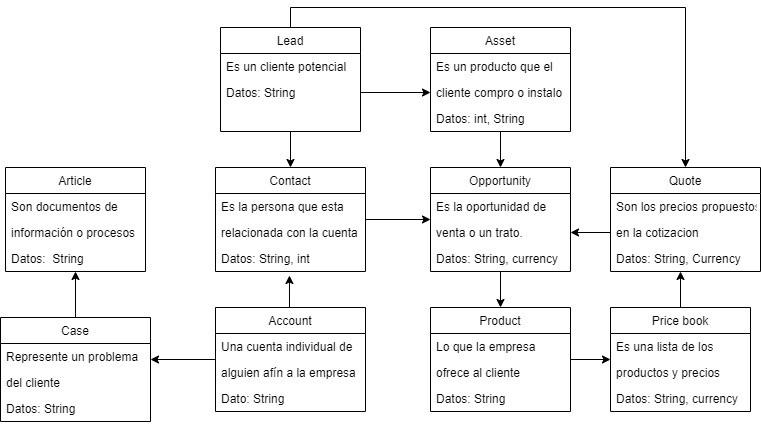 Lead
Es un cliente potencial
Datos: String
Asset
Es un producto que el
cliente compro o instalo
Datos: int, String
Article
Son documentos de
información o procesos
Datos: String
Contact
Es la persona que esta
relacionada con la cuenta
Datos: String, int
Opportunity
Es la oportunidad de
venta o un trato.
Datos: String, currency
Quote
Son los precios propuestos
en la cotizacion
Datos: String, Currency
Case
Represente un problema
del cliente
Datos: String
Account
Una cuenta individual de
alguien afín a la empresa
Dato: String
Product
Lo que la empresa
ofrece al cliente
Datos: String
Price book
Es una lista de los
productos y precios
Datos: String, currency